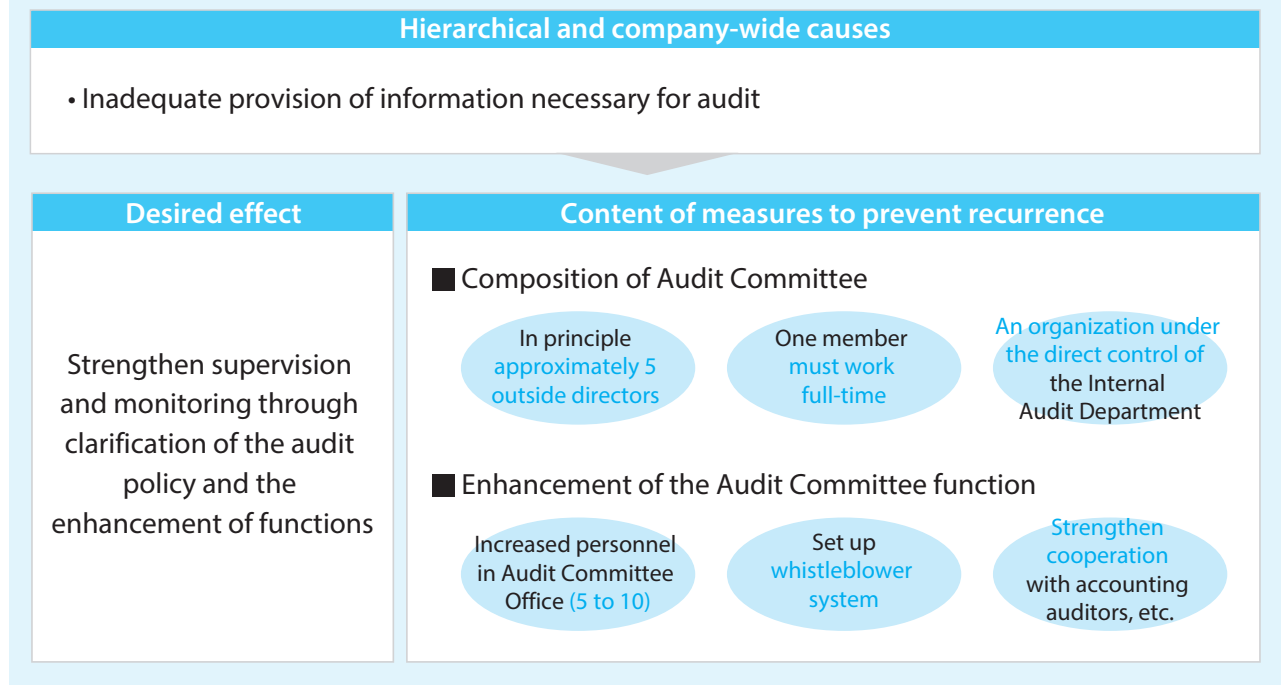 Hierarchical and company-wide causes
• Inadequate provision of information necessary for audit
Desired effect
Strengthen supervision
and monitoring through
clarification of the audit
policy and the
enhancement of functions
Content of measures to prevent recurrence
■ Composition of Audit Committee
In principle
approximately 5
outside directors
One member
must work
full-time
An organization under
the direct control of
the Internal
Audit Department
■ Enhancement of the Audit Committee function
Increased personnel
in Audit Committee
Office (5 to 10)
Set up
whistleblower
system
Strengthen
cooperation
with accounting
auditors, etc.